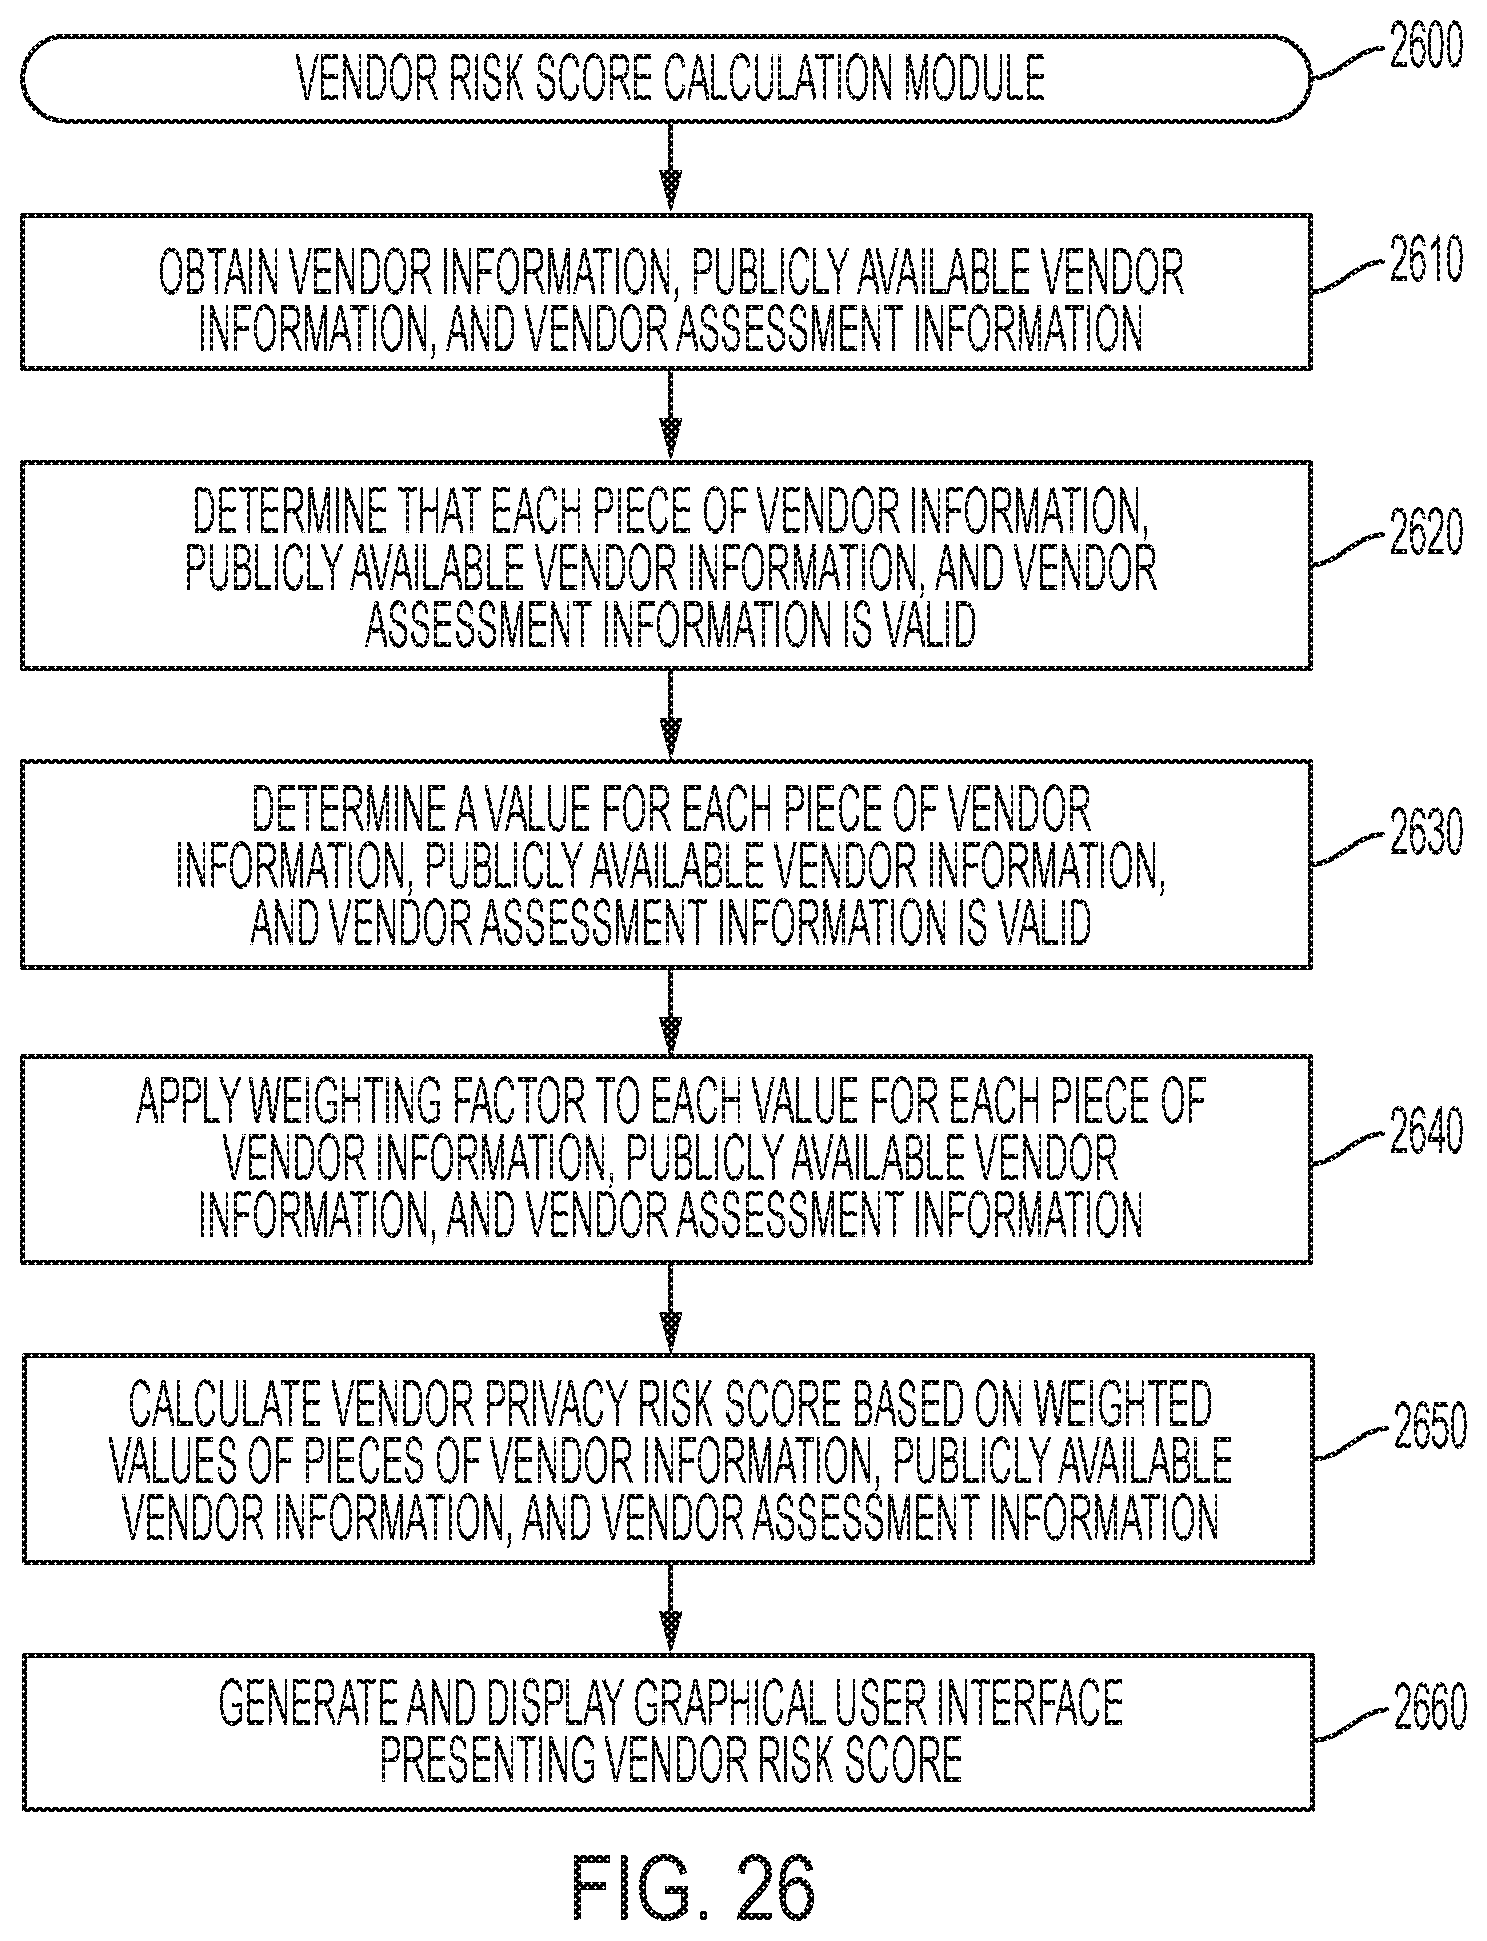 VENDOR RISK SCORE CALCULATION MODULE
2600
OBTAIN VENDOR INFORMATION, PUBLICLY AVAILABLE VENDOR
INFORMATION, AND VENDOR ASSESSMENT INFORMATION
2610
DETERMINE THAT EACH PIECE OF VENDOR INFORMATION,
PUBLICLY AVAILABLE VENDOR INFORMATION, AND VENDOR
ASSESSMENT INFORMATION IS VALID
2620
DETERMINE A VALUE FOR EACH PIECE OF VENDOR
INFORMATION, PUBLICLY AVAILABLE VENDOR INFORMATION,
AND VENDOR ASSESSMENT INFORMATION IS VALID
2630
APPLY WEIGHTING FACTOR TO EACH VALUE FOR EACH PIECE OF
VENDOR INFORMATION, PUBLICLY AVAILABLE VENDOR
INFORMATION, AND VENDOR ASSESSMENT INFORMATION
2640
CALCULATE VENDOR PRIVACY RISK SCORE BASED ON WEIGHTED
VALUES OF PIECES OF VENDOR INFORMATION, PUBLICLY AVAILABLE
VENDOR INFORMATION, AND VENDOR ASSESSMENT INFORMATION
2650
GENERATE AND DISPLAY GRAPHICAL USER INTERFACE
PRESENTING VENDOR RISK SCORE
2660
FIG. 26